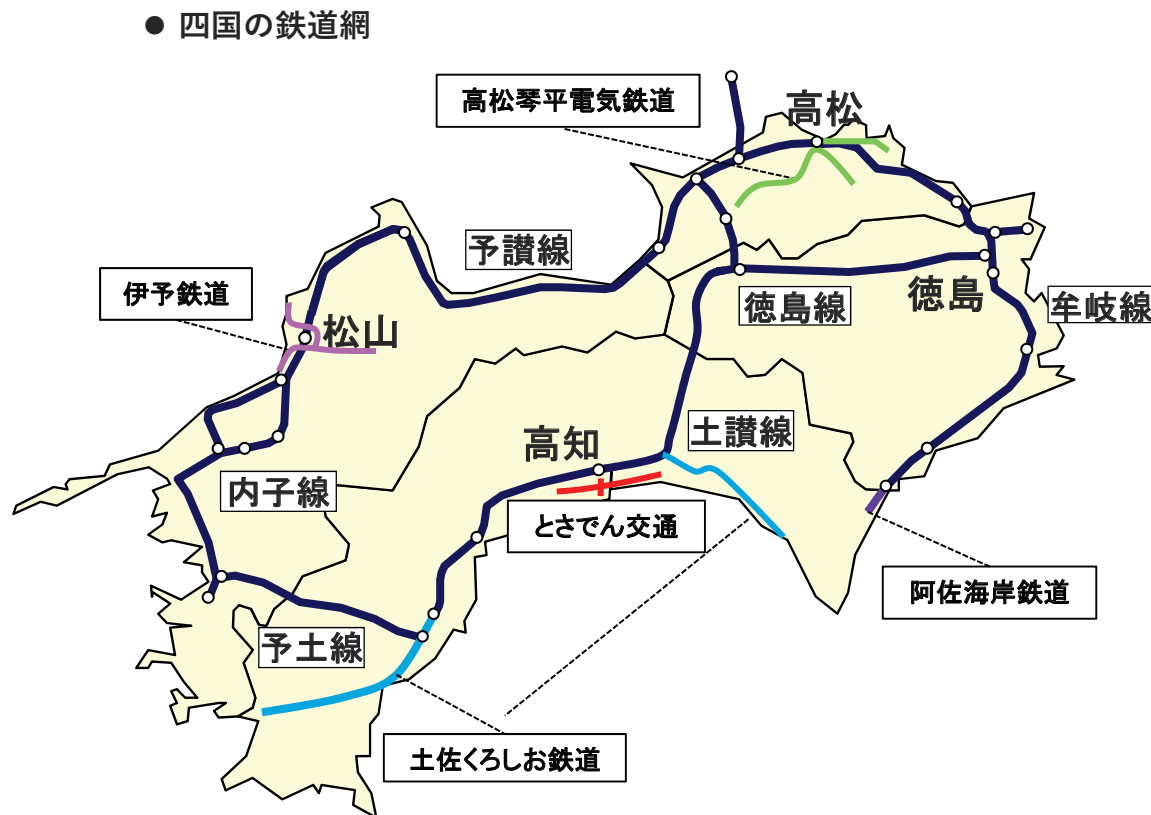 ● 四国の鉄道網
高松琴平電気鉄道
高松
予讃線
伊予鉄道
徳島線
徳島
牟岐線
松山
土讃線
高知
内子線
とさでん交通
阿佐海岸鉄道
予土線
土佐くろしお鉄道